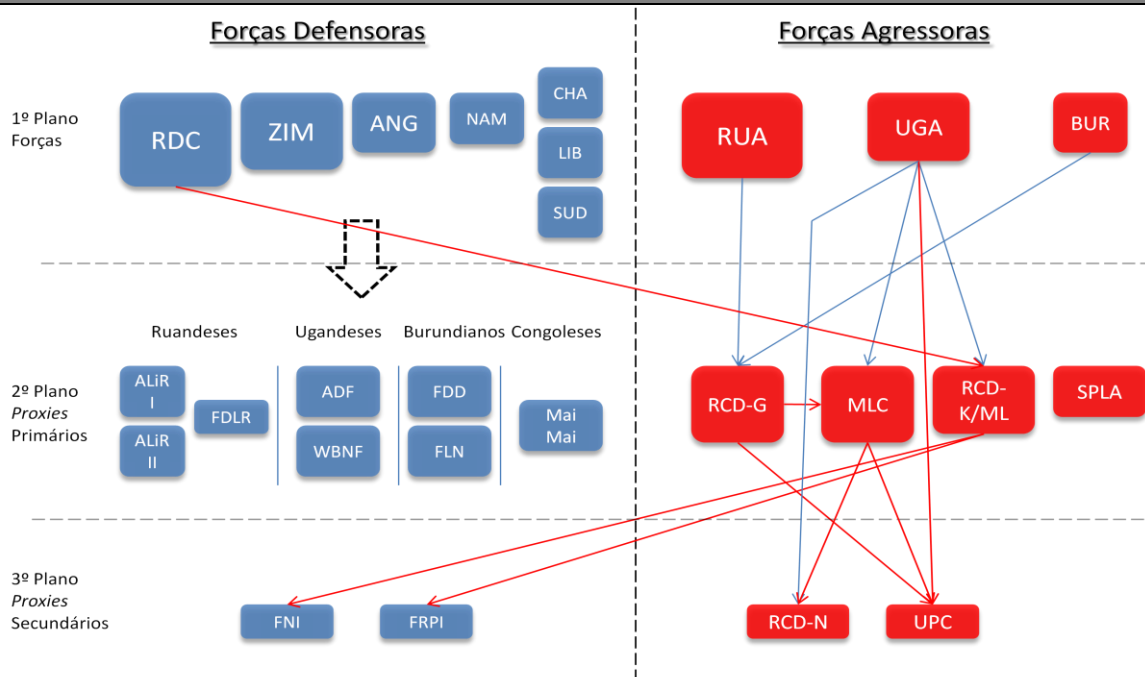 Forças Defensoras
Forças Agressoras
1º Plano
Forças
RDC
ZIM
ANG
NAM
CHA
LIB
SUD
RUA
UGA
BUR
Ruandeses
Ugandeses
Burundianos
Congoleses
2º Plano
Proxies
Primários
ALiR
I
ALiR
II
FDLR
ADF
WBNF
FDD
FLN
Mai
Mai
RCD-G
MLC
RCD-
K/ML
SPLA
3º Plano
Proxies
Secundários
FNI
FRPI
RCD-N
UPC